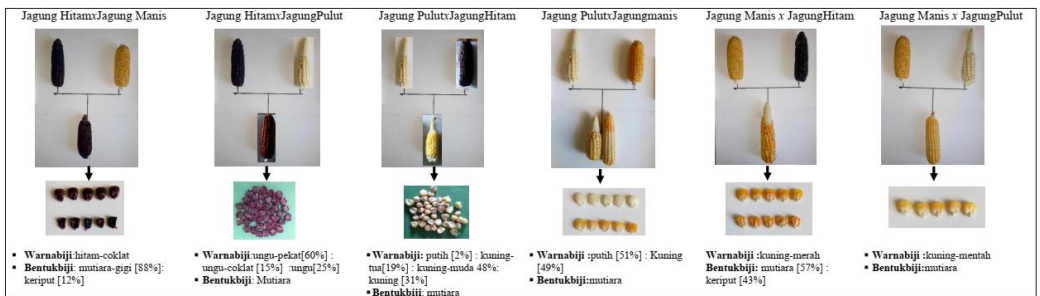 Jagung HitamxJagung Manis
Jagung HitamxJagungPulut
Jagung PulutxJagungHitam
Jagung PulutxJagungmanis
Jagung Manis x JagungHitam
Jagung Manis x JagungPulut
▪ Warnabiji:hitam-coklat
▪ Bentukbiji: mutiara-gigi [88%]:
keriput [12%]
▪ Warnabiji:ungu-pekat[60%] :
ungu-coklat [15%] :ungu[25%]
▪ Bentukbiji: Mutiara
▪ Warnabiji: putih [2%] : kuning-
tua[19%] : kuning-muda 48%:
kuning [31%]
▪ Bentukbiji: mutiara
▪ Warnabiji :putih [51%] : Kuning
[49%]
▪ Bentukbiji:mutiara
Warnabiji :kuning-merah
Bentukbiji: mutiara [57%] :
keriput [43%]
▪ Warnabiji :kuning-mentah
▪ Bentukbiji:mutiara